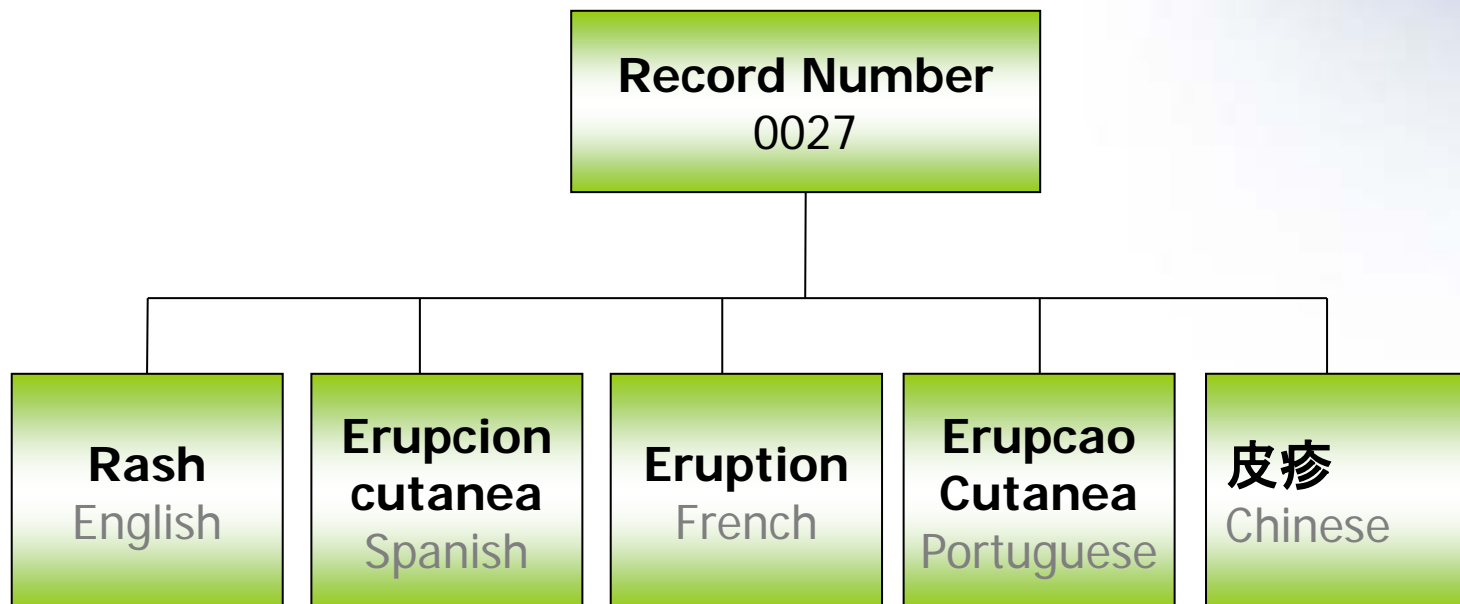 Record Number
0027
Rash
English
Erupcion
cutanea
Spanish
Eruption
French
Erupcao
Cutanea
Portuguese
皮疹
Chinese